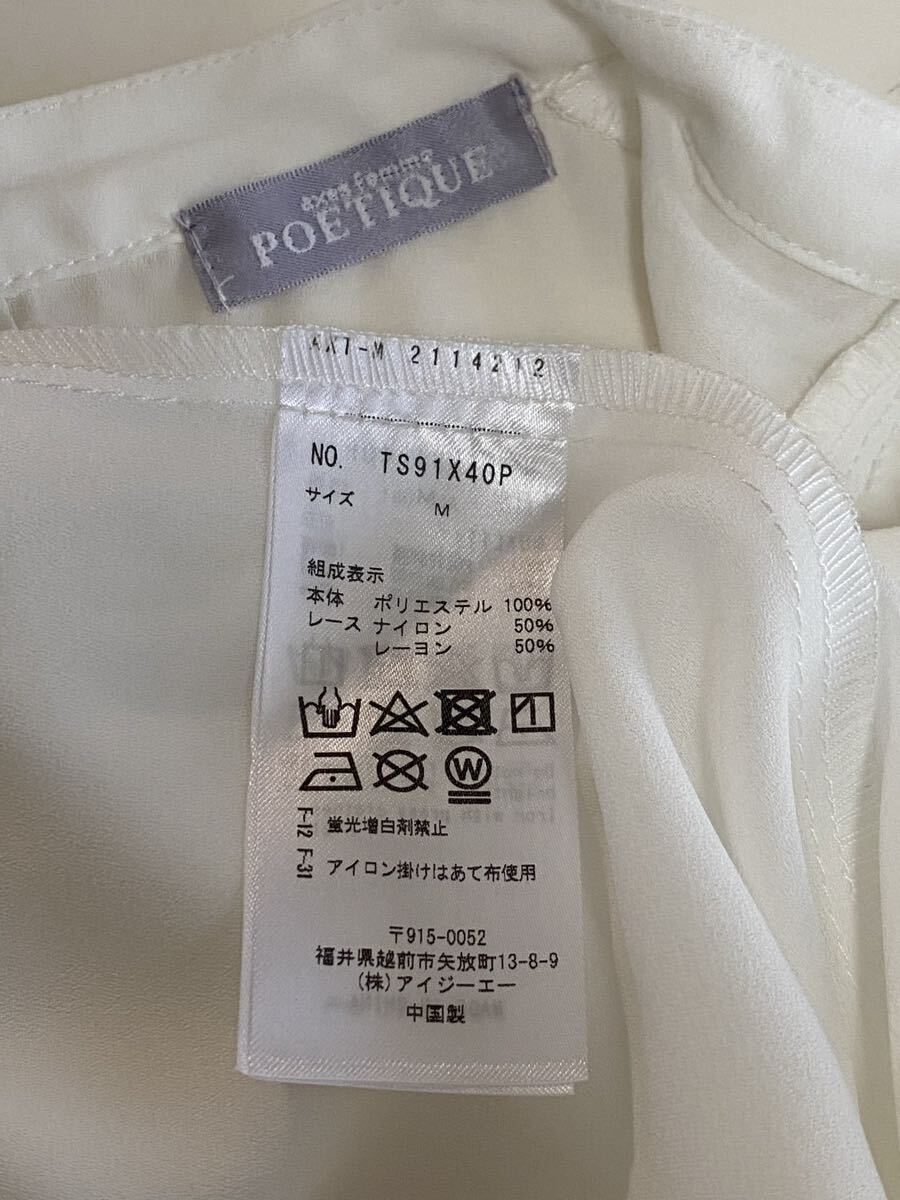 axes femme
POETIQUE
AXT-M 2114212
NO. TS91X40P
サイズ M
組成表示
本体 ポリエステル 100%
レース ナイロン 50%
レーヨン 50%
W
F-12 蛍光増白剤禁止
F-31 アイロン掛けはあて布使用
〒915-0052
福井県越前市矢放町13-8-9
(株)アイジーエー
中国製